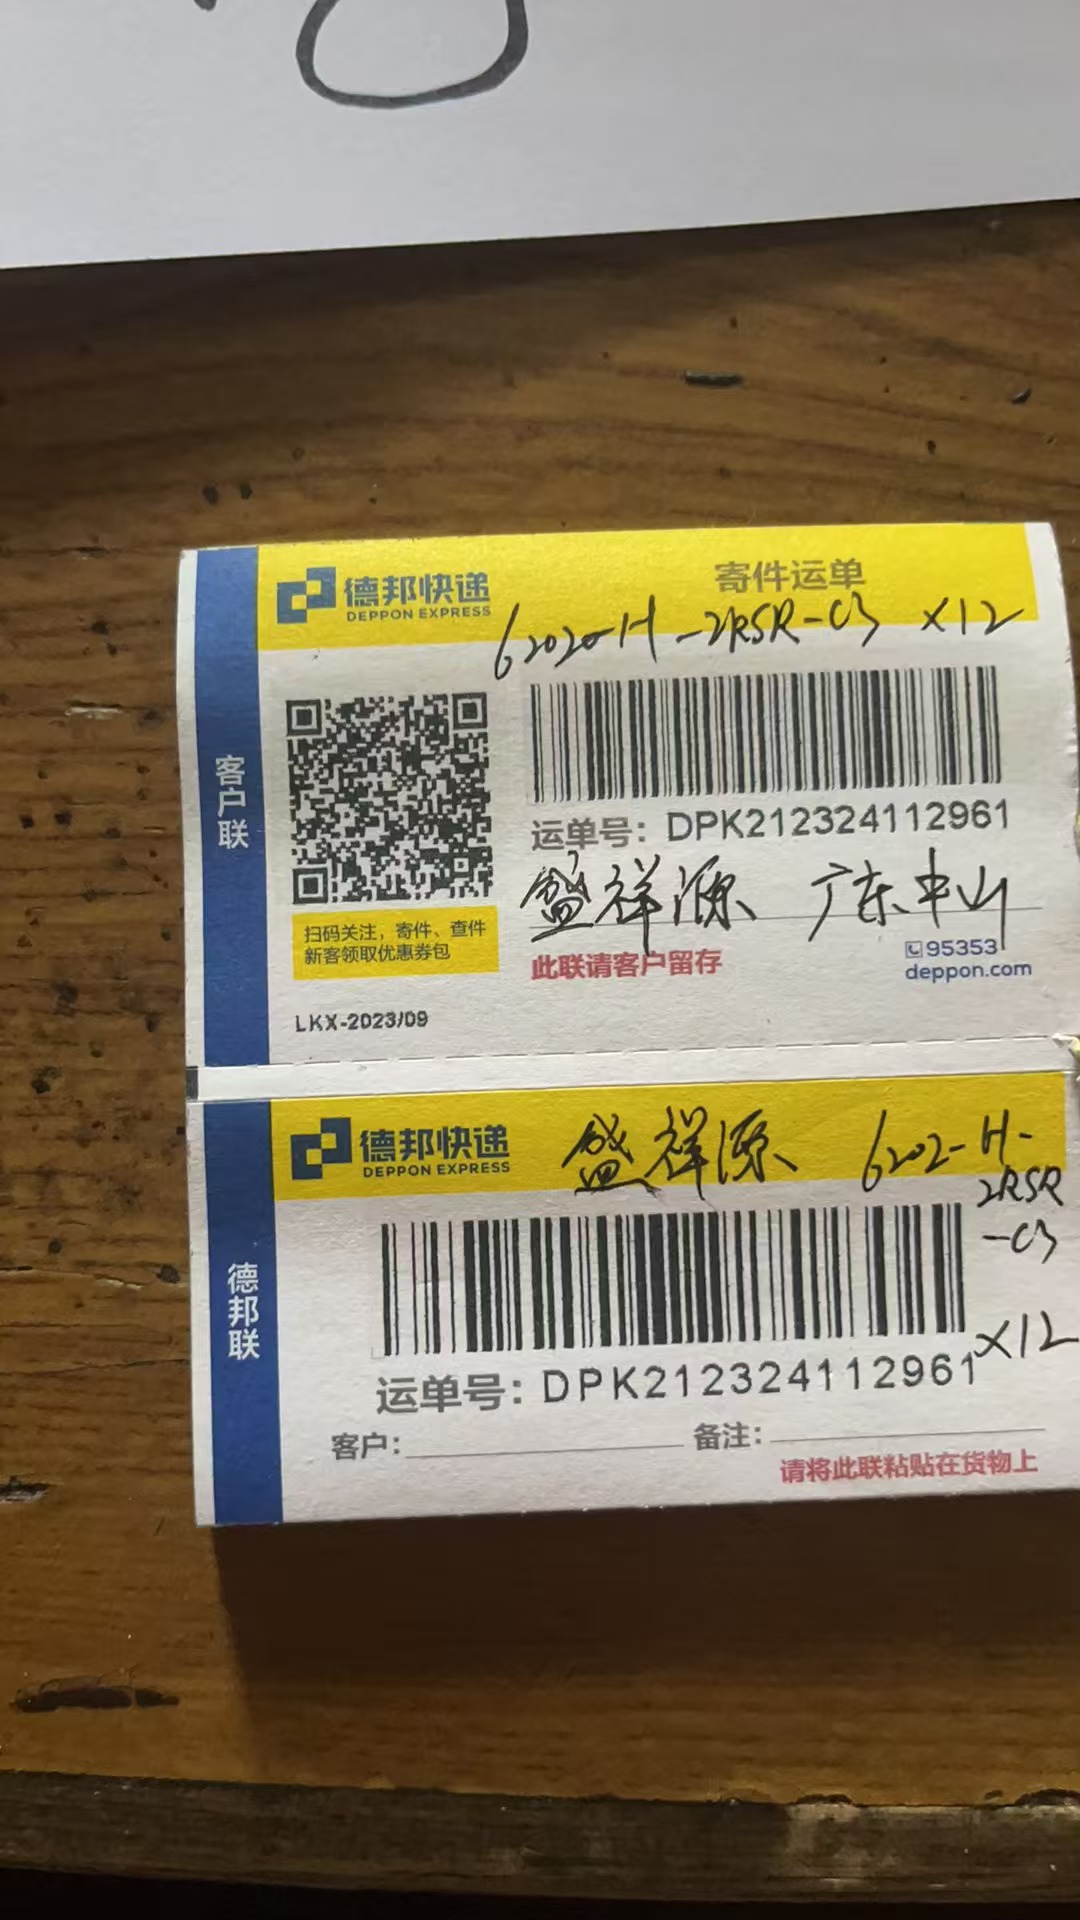 德邦快递
DEPPON EXPRESS
寄件运单
62020-H-2RSR-C3 ×12
客户联
运单号：DPK212324112961
盛祥源 广东中山
扫码关注，寄件、查件
新客领取优惠券包
此联请客户留存
95353
deppon.com
LKX-2023/09
德邦快递
DEPPON EXPRESS
盛祥源 6202-H-
2RSR
-C3
×12
德邦联
运单号：DPK212324112961
客户：
备注：
请将此联粘贴在货物上